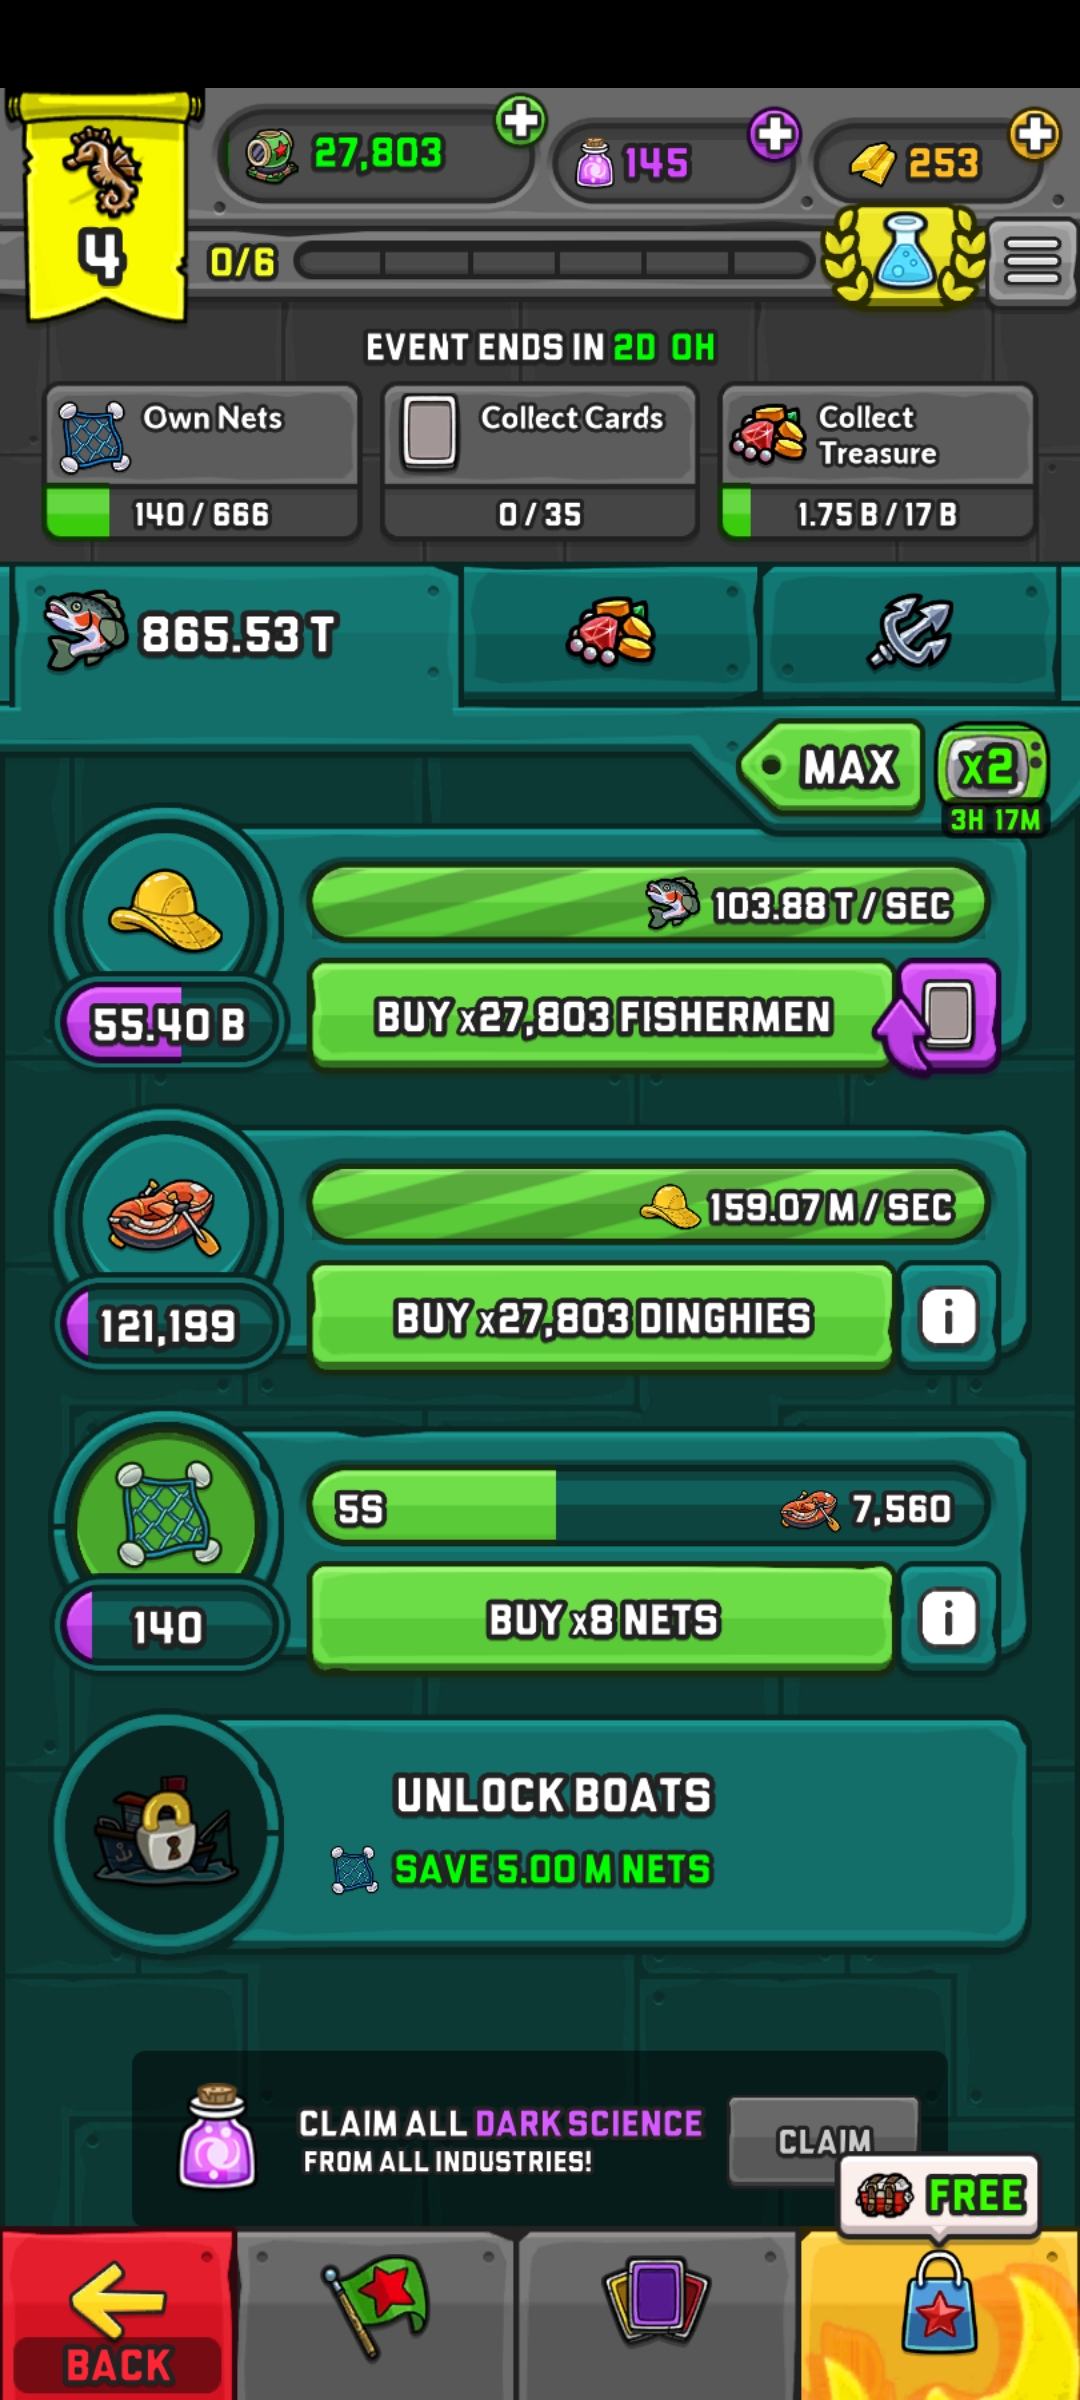 27,803
145
253
4
0/6
EVENT ENDS IN 2D 0H
Own Nets
140 / 666
Collect Cards
0 / 35
Collect
Treasure
1.75 B / 17 B
865.53 T
MAX
x2
3H 17M
103.88 T / SEC
55.40 B
BUY x27,803 FISHERMEN
159.07 M / SEC
121,199
BUY x27,803 DINGHIES
i
5S
7,560
140
BUY x8 NETS
i
UNLOCK BOATS
SAVE 5.00 M NETS
CLAIM ALL DARK SCIENCE
FROM ALL INDUSTRIES!
CLAIM
FREE
BACK